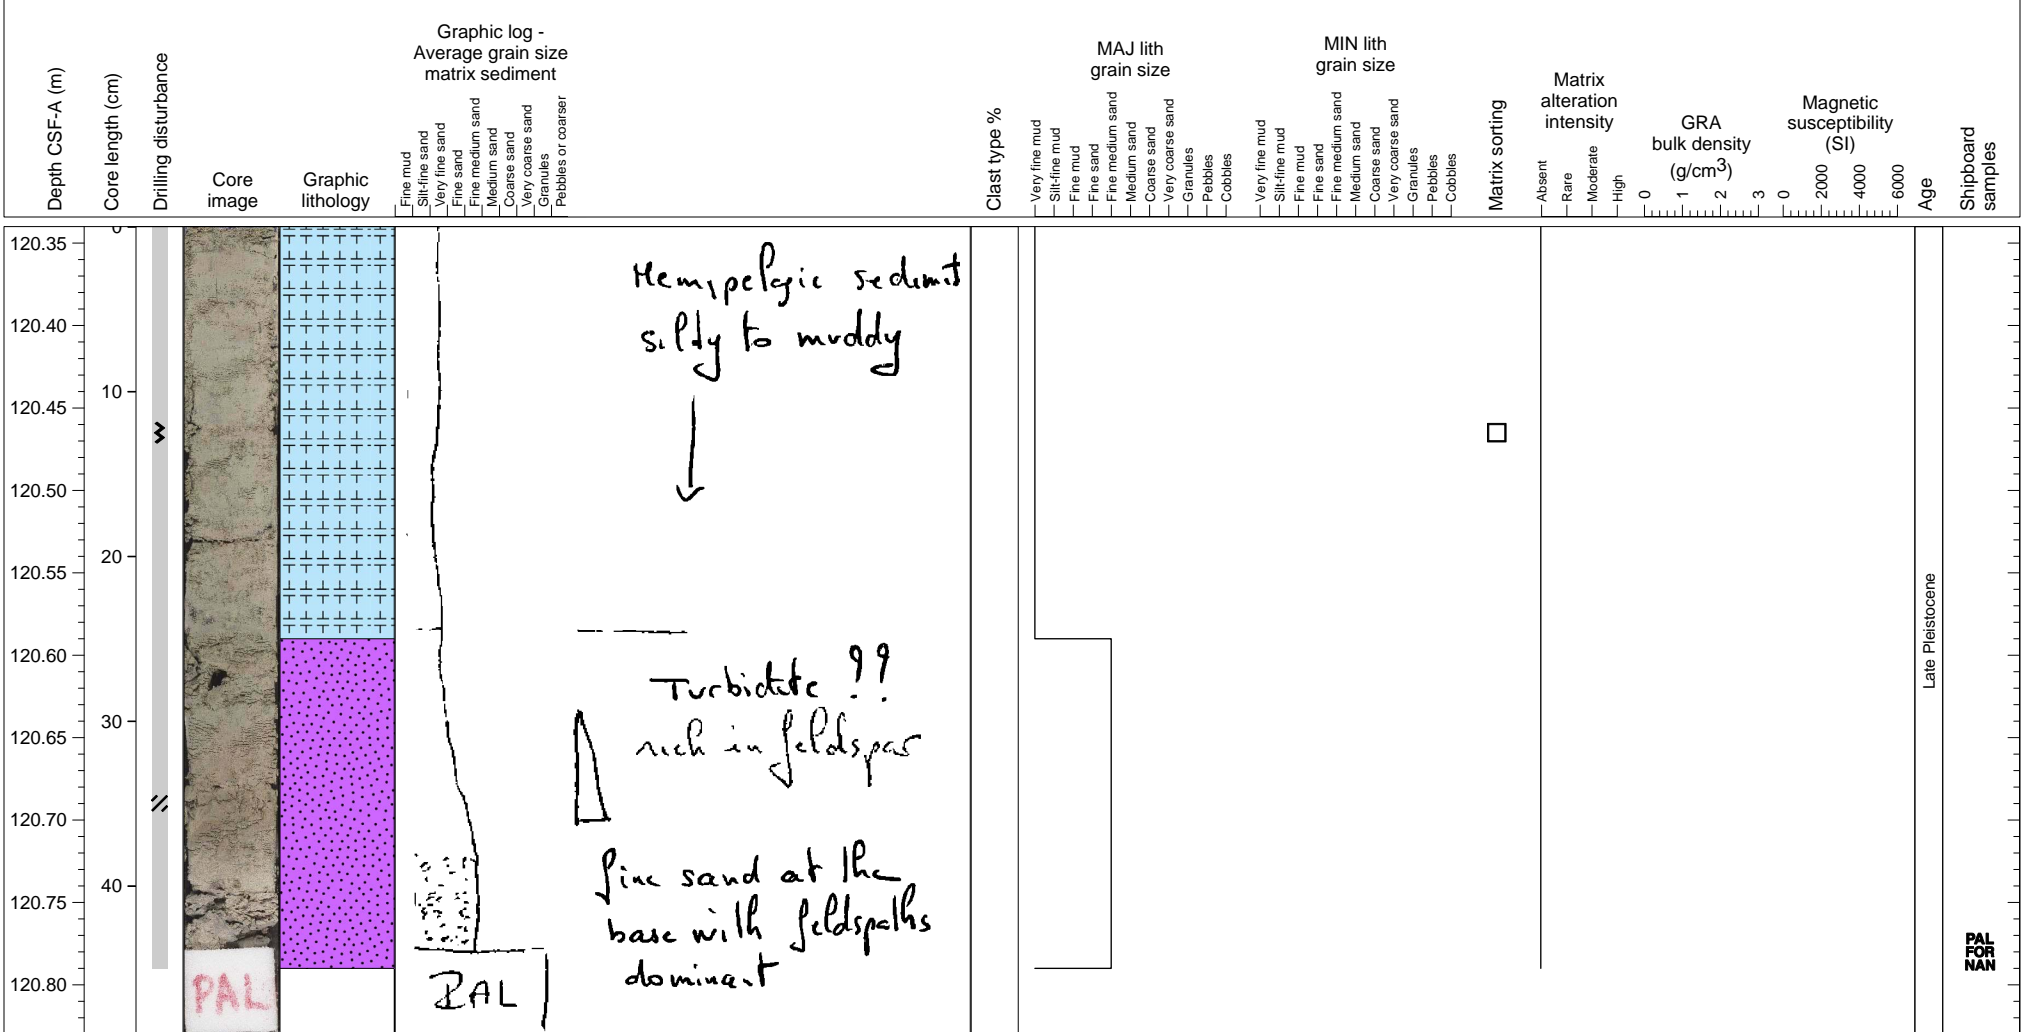 Depth CSF-A (m)
Core length (cm)
Drilling disturbance
Core
image
Graphic
lithology
Graphic log -
Average grain size
matrix sediment
Fine mud
Silt-fine sand
Very fine sand
Fine sand
Fine medium sand
Medium sand
Coarse sand
Very coarse sand
Granules
Pebbles or coarser
Clast type %
MAJ lith
grain size
Very fine mud
Silt-fine mud
Fine mud
Fine sand
Fine medium sand
Medium sand
Coarse sand
Very coarse sand
Granules
Pebbles
Cobbles
MIN lith
grain size
Very fine mud
Silt-fine mud
Fine mud
Fine sand
Fine medium sand
Medium sand
Coarse sand
Very coarse sand
Granules
Pebbles
Cobbles
Matrix sorting
Matrix
alteration
intensity
Absent
Rare
Moderate
High
GRA
bulk density
(g/cm3)
0 1 2 3
Magnetic
susceptibility
(SI)
0 2000 4000 6000
Age
Shipboard
samples
0
120.35
120.40
10
120.45
120.50
20
120.55
120.60
30
120.65
120.70
40
120.75
120.80
Hemipelagic sedimt
silty to muddy
Turbidite ??
rich in feldspar
fine sand at the
base with feldspaths
dominant
PAL
PAL
Late Pleistocene
PAL
FOR
NAN